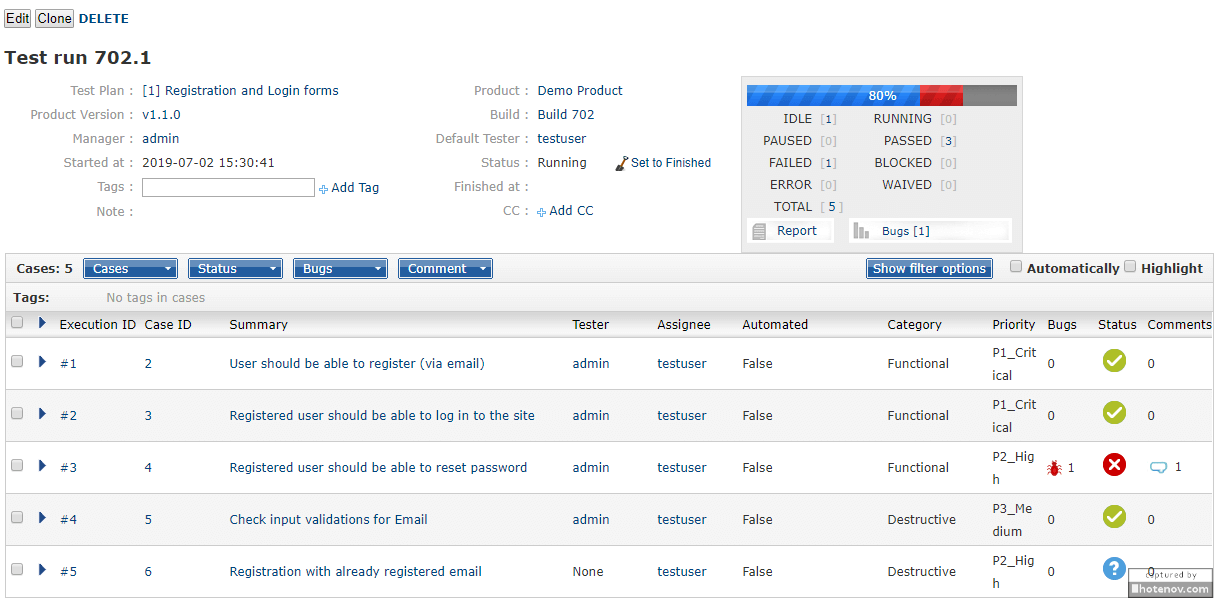 Edit Clone DELETE
Test run 702.1
Test Plan : [1] Registration and Login forms
Product Version : v1.1.0
Manager : admin
Started at : 2019-07-02 15:30:41
Tags : Add Tag
Note :
Product : Demo Product
Build : Build 702
Default Tester : testuser
Status : Running Set to Finished
Finished at :
CC : Add CC
80%
IDLE [1] RUNNING [0]
PAUSED [0] PASSED [3]
FAILED [1] BLOCKED [0]
ERROR [0] WAIVED [0]
TOTAL [ 5 ]
Report Bugs [1]
Cases: 5 Cases Status Bugs Comment Show filter options Automatically Highlight
Tags: No tags in cases
Execution ID Case ID Summary Tester Assignee Automated Category Priority Bugs Status Comments
#1 2 User should be able to register (via email) admin testuser False Functional P1_Crit 0 0
ical
#2 3 Registered user should be able to log in to the site admin testuser False Functional P1_Crit 0 0
ical
#3 4 Registered user should be able to reset password admin testuser False Functional P2_Hig 1 1
h
#4 5 Check input validations for Email admin testuser False Destructive P3_Me 0 0
dium
#5 6 Registration with already registered email None testuser False Destructive P2_Hig 0 ? 0
h
captured by
hotenov.com